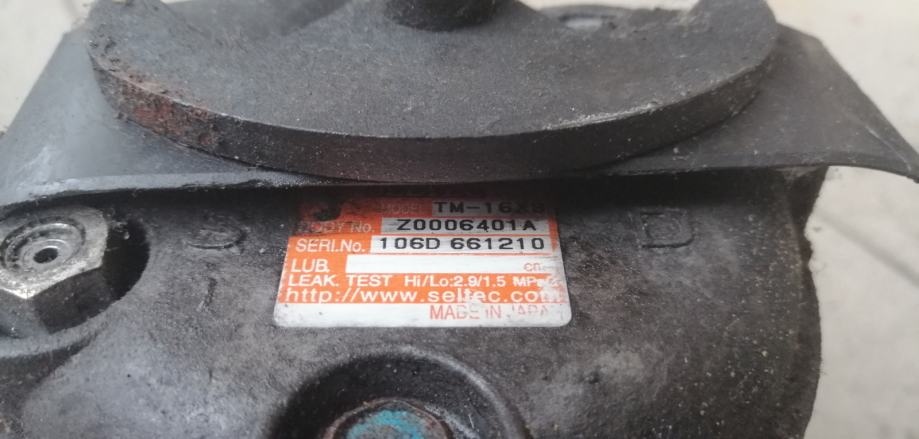 MODEL TM-16XS
BODY No. Z0006401A
SERI.No. 106D 661210
LUB.
LEAK TEST Hi/Lo:2.9/1.5 MPaG
http://www.seltec.com
MADE IN JAPAN
S D